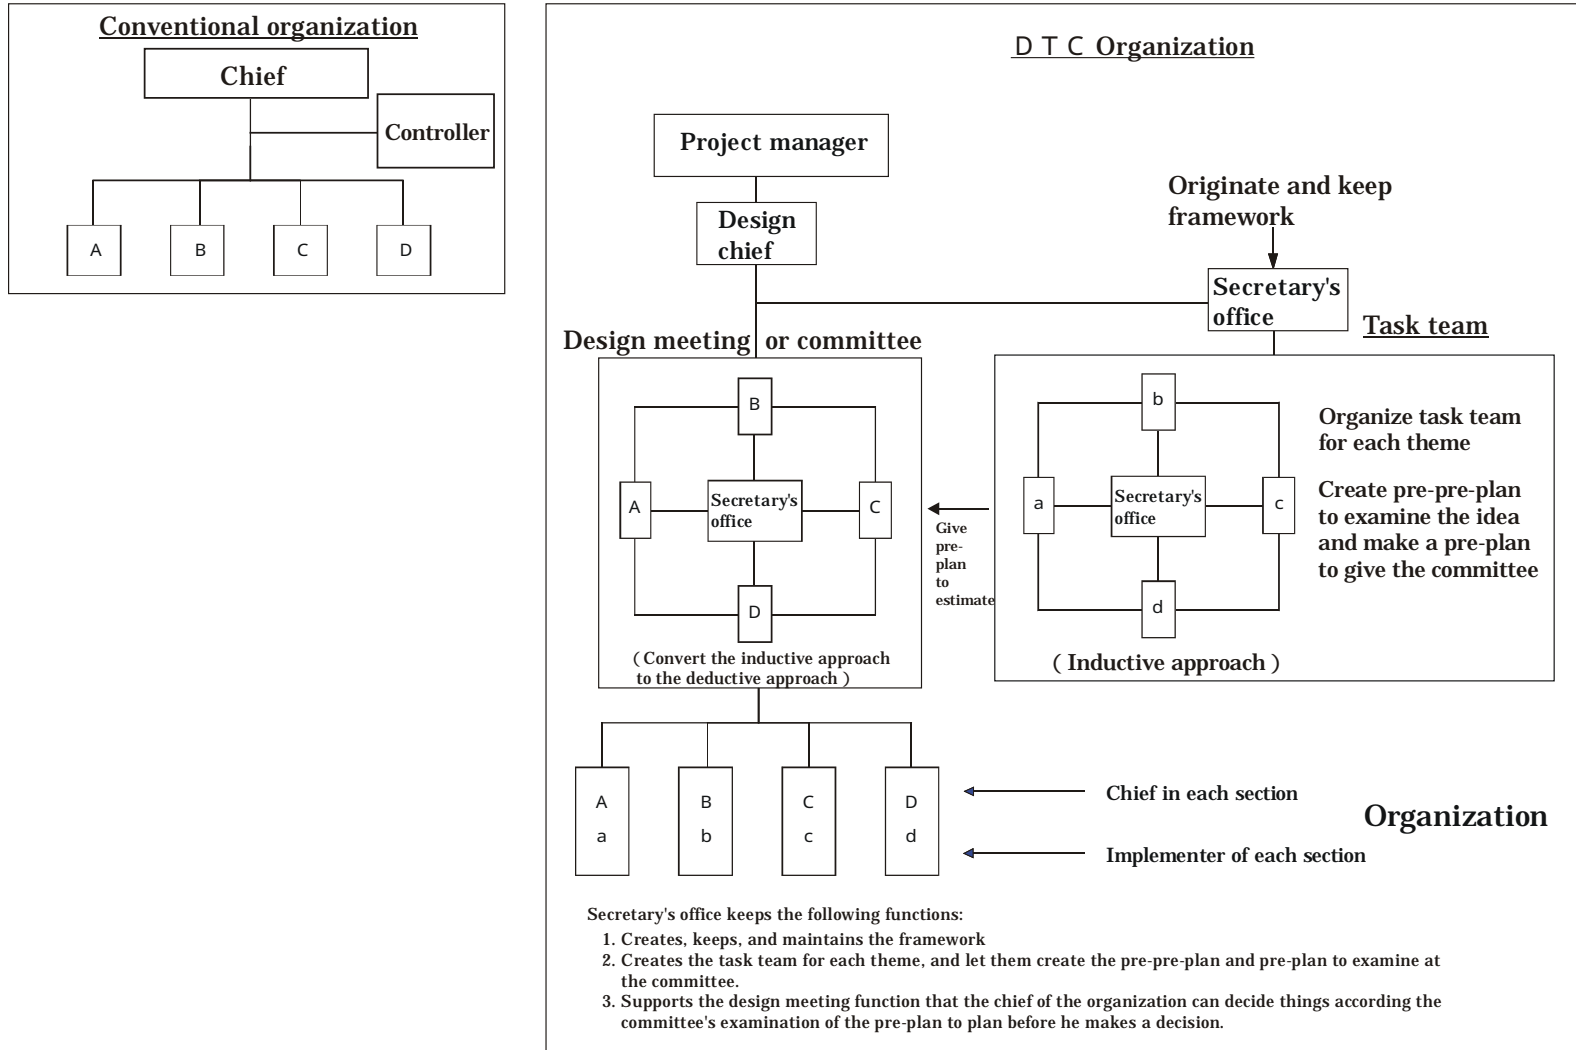 Conventional organization
Chief
Controller
A
B
C
D
ＤＴＣ Organization
Project manager
Design
chief
Originate and keep
framework
Secretary's
office
Task team
Design meeting or committee
B
A
Secretary's
office
C
D
( Convert the inductive approach
to the deductive approach )
Give
pre-
plan
to
estimate
b
a
Secretary's
office
c
d
( Inductive approach )
Organize task team
for each theme
Create pre-pre-plan
to examine the idea
and make a pre-plan
to give the committee
A
a
B
b
C
c
D
d
Chief in each section
Implementer of each section
Organization
Secretary's office keeps the following functions:
1. Creates, keeps, and maintains the framework
2. Creates the task team for each theme, and let them create the pre-pre-plan and pre-plan to examine at
the committee.
3. Supports the design meeting function that the chief of the organization can decide things according the
committee's examination of the pre-plan to plan before he makes a decision.